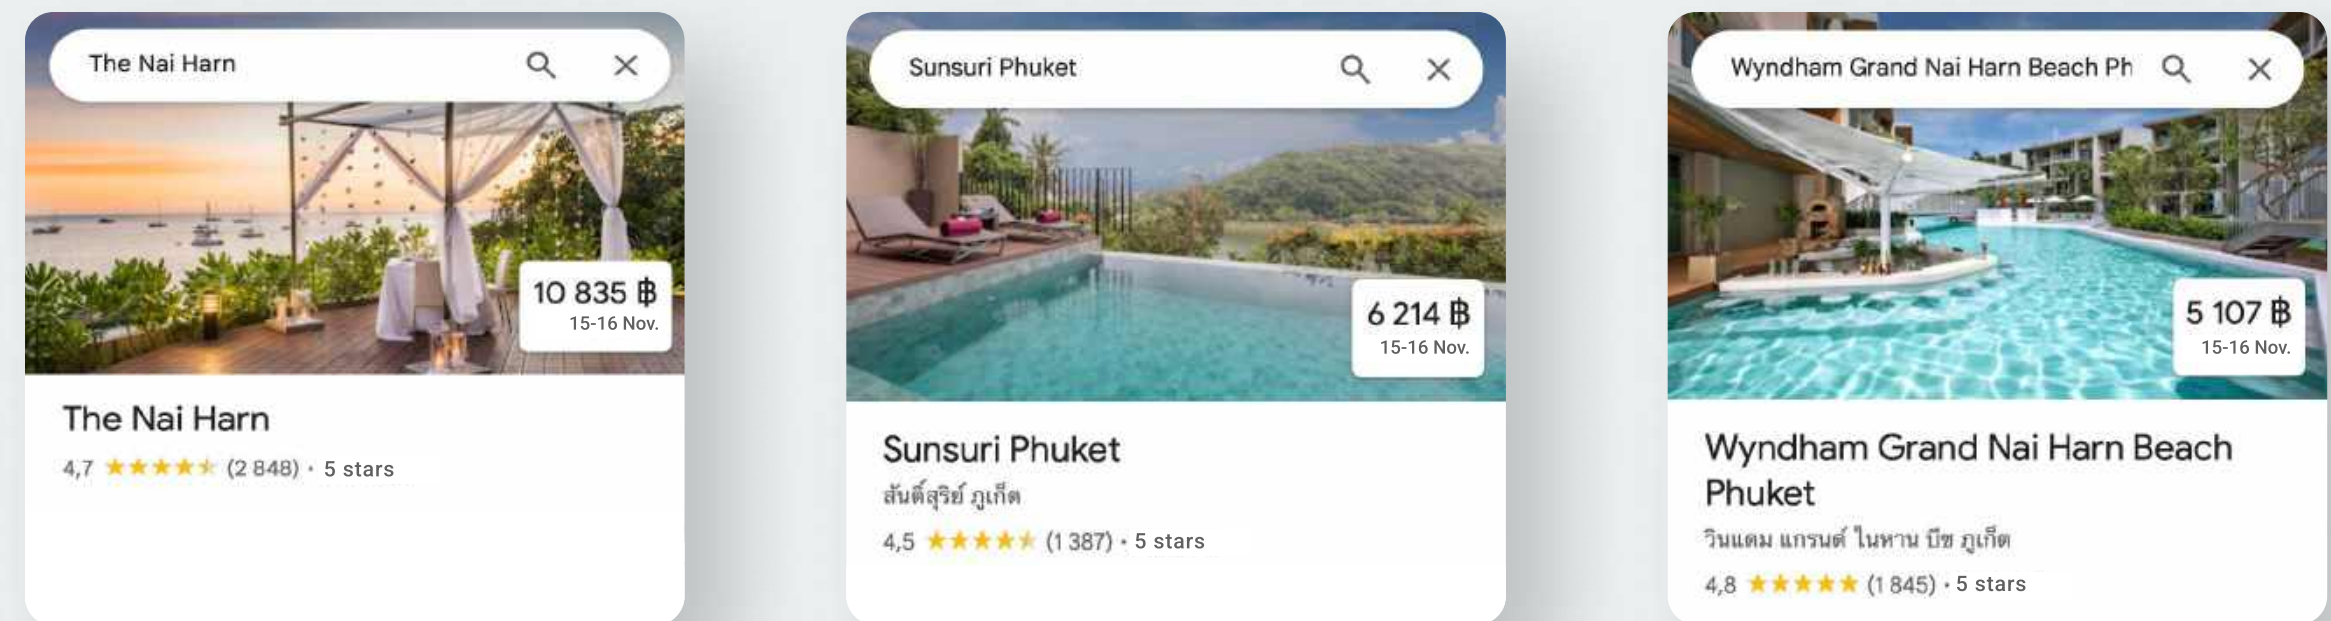 The Nai Harn
10 835 ฿
15-16 Nov.
The Nai Harn
4,7 (2 848) · 5 stars
Sunsuri Phuket
6 214 ฿
15-16 Nov.
Sunsuri Phuket
สันติ์สุริย์ ภูเก็ต
4,5 (1 387) · 5 stars
Wyndham Grand Nai Harn Beach Ph
5 107 ฿
15-16 Nov.
Wyndham Grand Nai Harn Beach
Phuket
วินแดม แกรนด์ ในหาน บีช ภูเก็ต
4,8 (1 845) · 5 stars